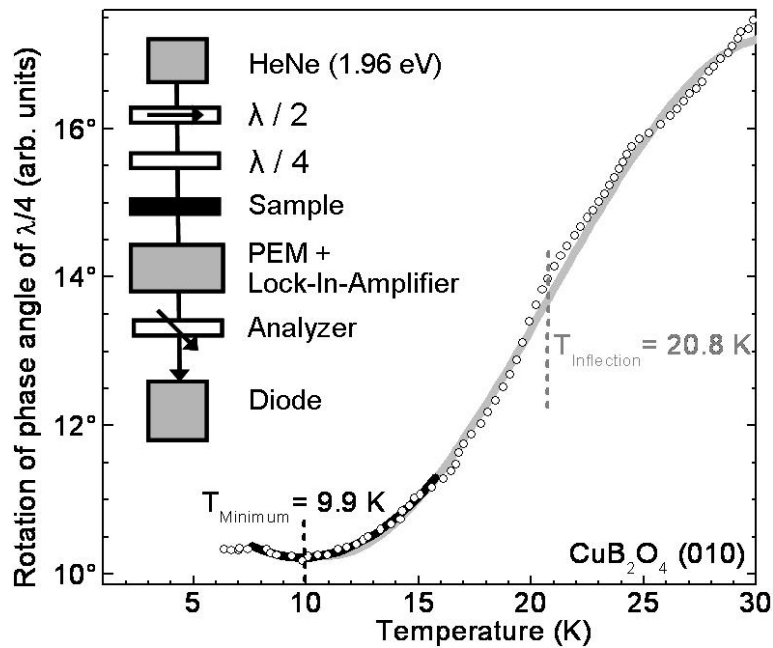 Rotation of phase angle of λ/4 (arb. units)
16°
14°
12°
10°
HeNe (1.96 eV)
λ / 2
λ / 4
Sample
PEM +
Lock-In-Amplifier
Analyzer
Diode
T_Inflection = 20.8 K
T_Minimum = 9.9 K
CuB₂O₄ (010)
5 10 15 20 25 30
Temperature (K)